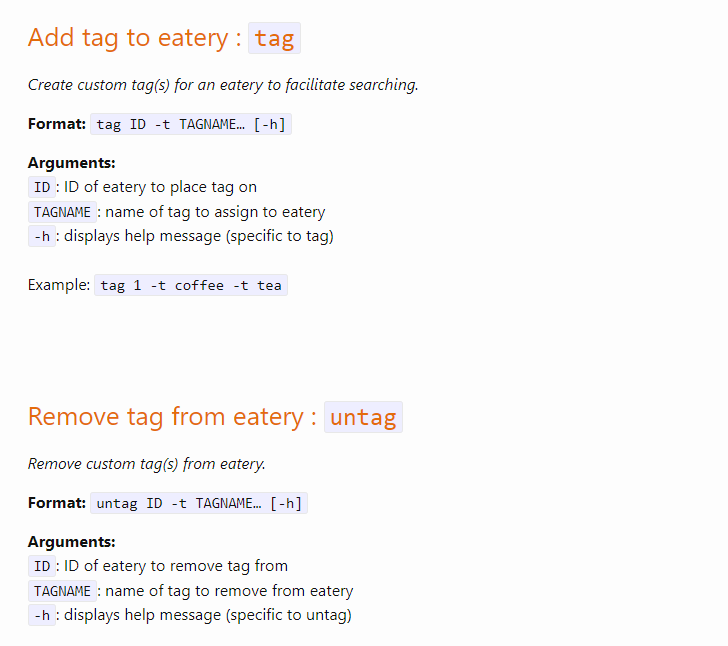 Add tag to eatery : tag
Create custom tag(s) for an eatery to facilitate searching.
Format: tag ID -t TAGNAME… [-h]
Arguments:
ID : ID of eatery to place tag on
TAGNAME : name of tag to assign to eatery
-h : displays help message (specific to tag)
Example: tag 1 -t coffee -t tea
Remove tag from eatery : untag
Remove custom tag(s) from eatery.
Format: untag ID -t TAGNAME… [-h]
Arguments:
ID : ID of eatery to remove tag from
TAGNAME : name of tag to remove from eatery
-h : displays help message (specific to untag)